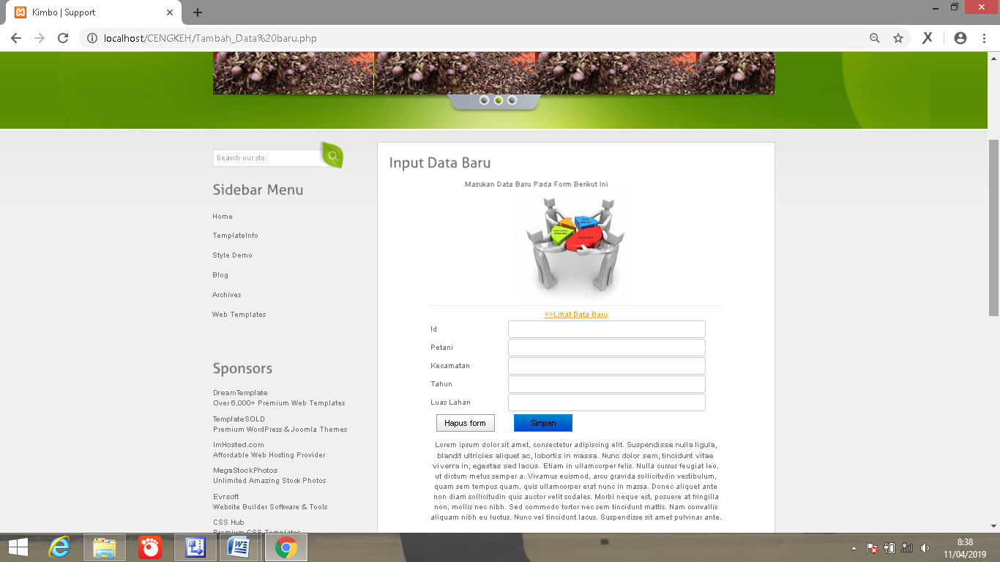 Kimbo | Support
localhost/CENGKEH/Tambah_Data%20baru.php
Search our ste:
Sidebar Menu
Home
TemplateInfo
Style Demo
Blog
Archives
Web Templates
Sponsors
DreamTemplate
Over 6,000+ Premium Web Templates
TemplateSOLD
Premium WordPress & Joomla Themes
ImHosted.com
Affordable Web Hosting Provider
MegaStockPhotos
Unlimited Amazing Stock Photos
Evrsoft
Website Builder Software & Tools
CSS Hub
Premium CSS Templates
Input Data Baru
Masukan Data Baru Pada Form Berikut Ini
>>Lihat Data Baru
Id
Petani
Kecamatan
Tahun
Luas Lahan
Hapus form Simpan
Lorem ipsum dolor sit amet, consectetur adipiscing elit. Suspendisse nulla ligula,
blandit ultricies aliquet ac, lobortis in massa. Nunc dolor sem, tincidunt vitae
viverra in, egestas sed lacus. Etiam in ullamcorper felis. Nulla cursus feugiat leo,
ut dictum metus semper a. Vivamus euismod, arcu gravida sollicitudin vestibulum,
quam sem tempus quam, quis ullamcorper erat nunc in massa. Donec aliquet ante
non diam sollicitudin quis auctor velit sodales. Morbi neque est, posuere at fringilla
non, mollis nec nibh. Sed commodo tortor nec sem tincidunt mattis. Nam convallis
aliquam nibh eu luctus. Nunc vel tincidunt lacus. Suspendisse sit amet pulvinar ante.
8:38
11/04/2019